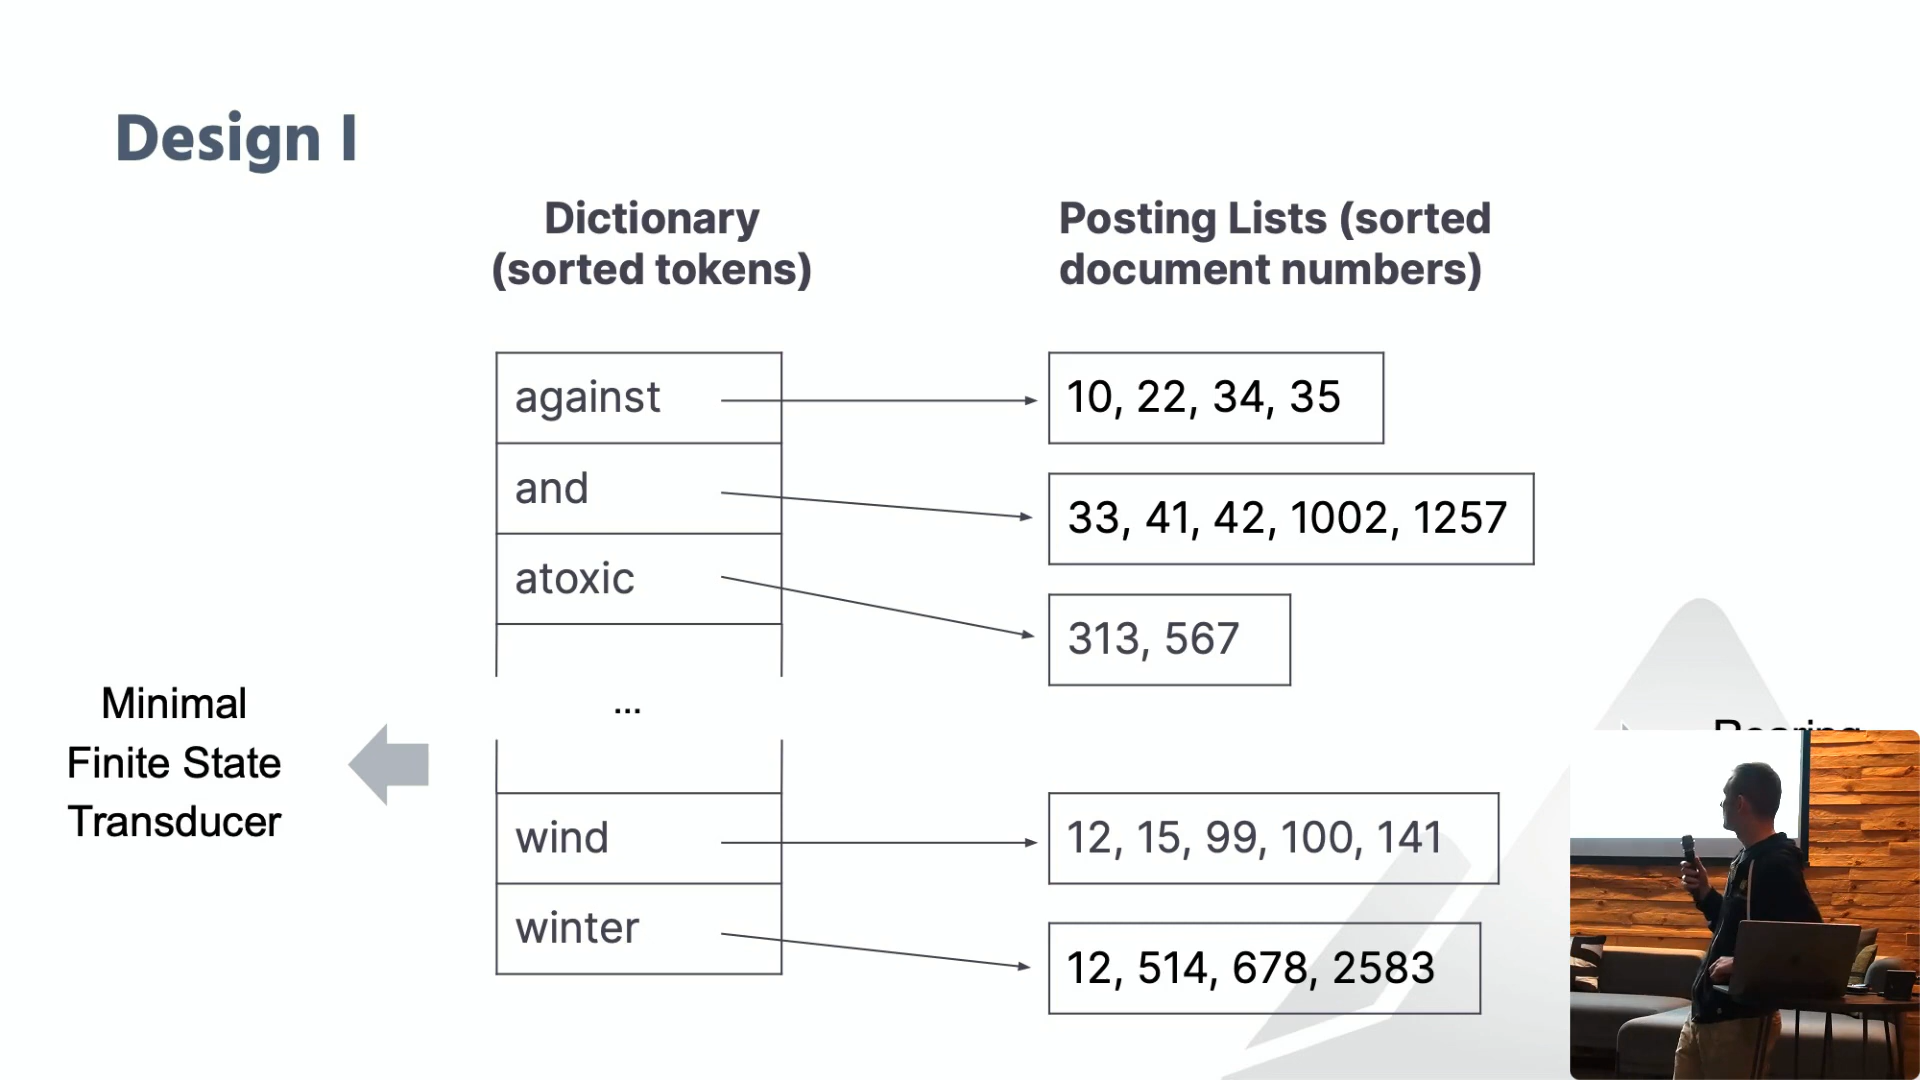 Design I
Dictionary
(sorted tokens)
Posting Lists (sorted
document numbers)
against
10, 22, 34, 35
and
33, 41, 42, 1002, 1257
atoxic
313, 567
...
Minimal
Finite State
Transducer
wind
12, 15, 99, 100, 141
winter
12, 514, 678, 2583